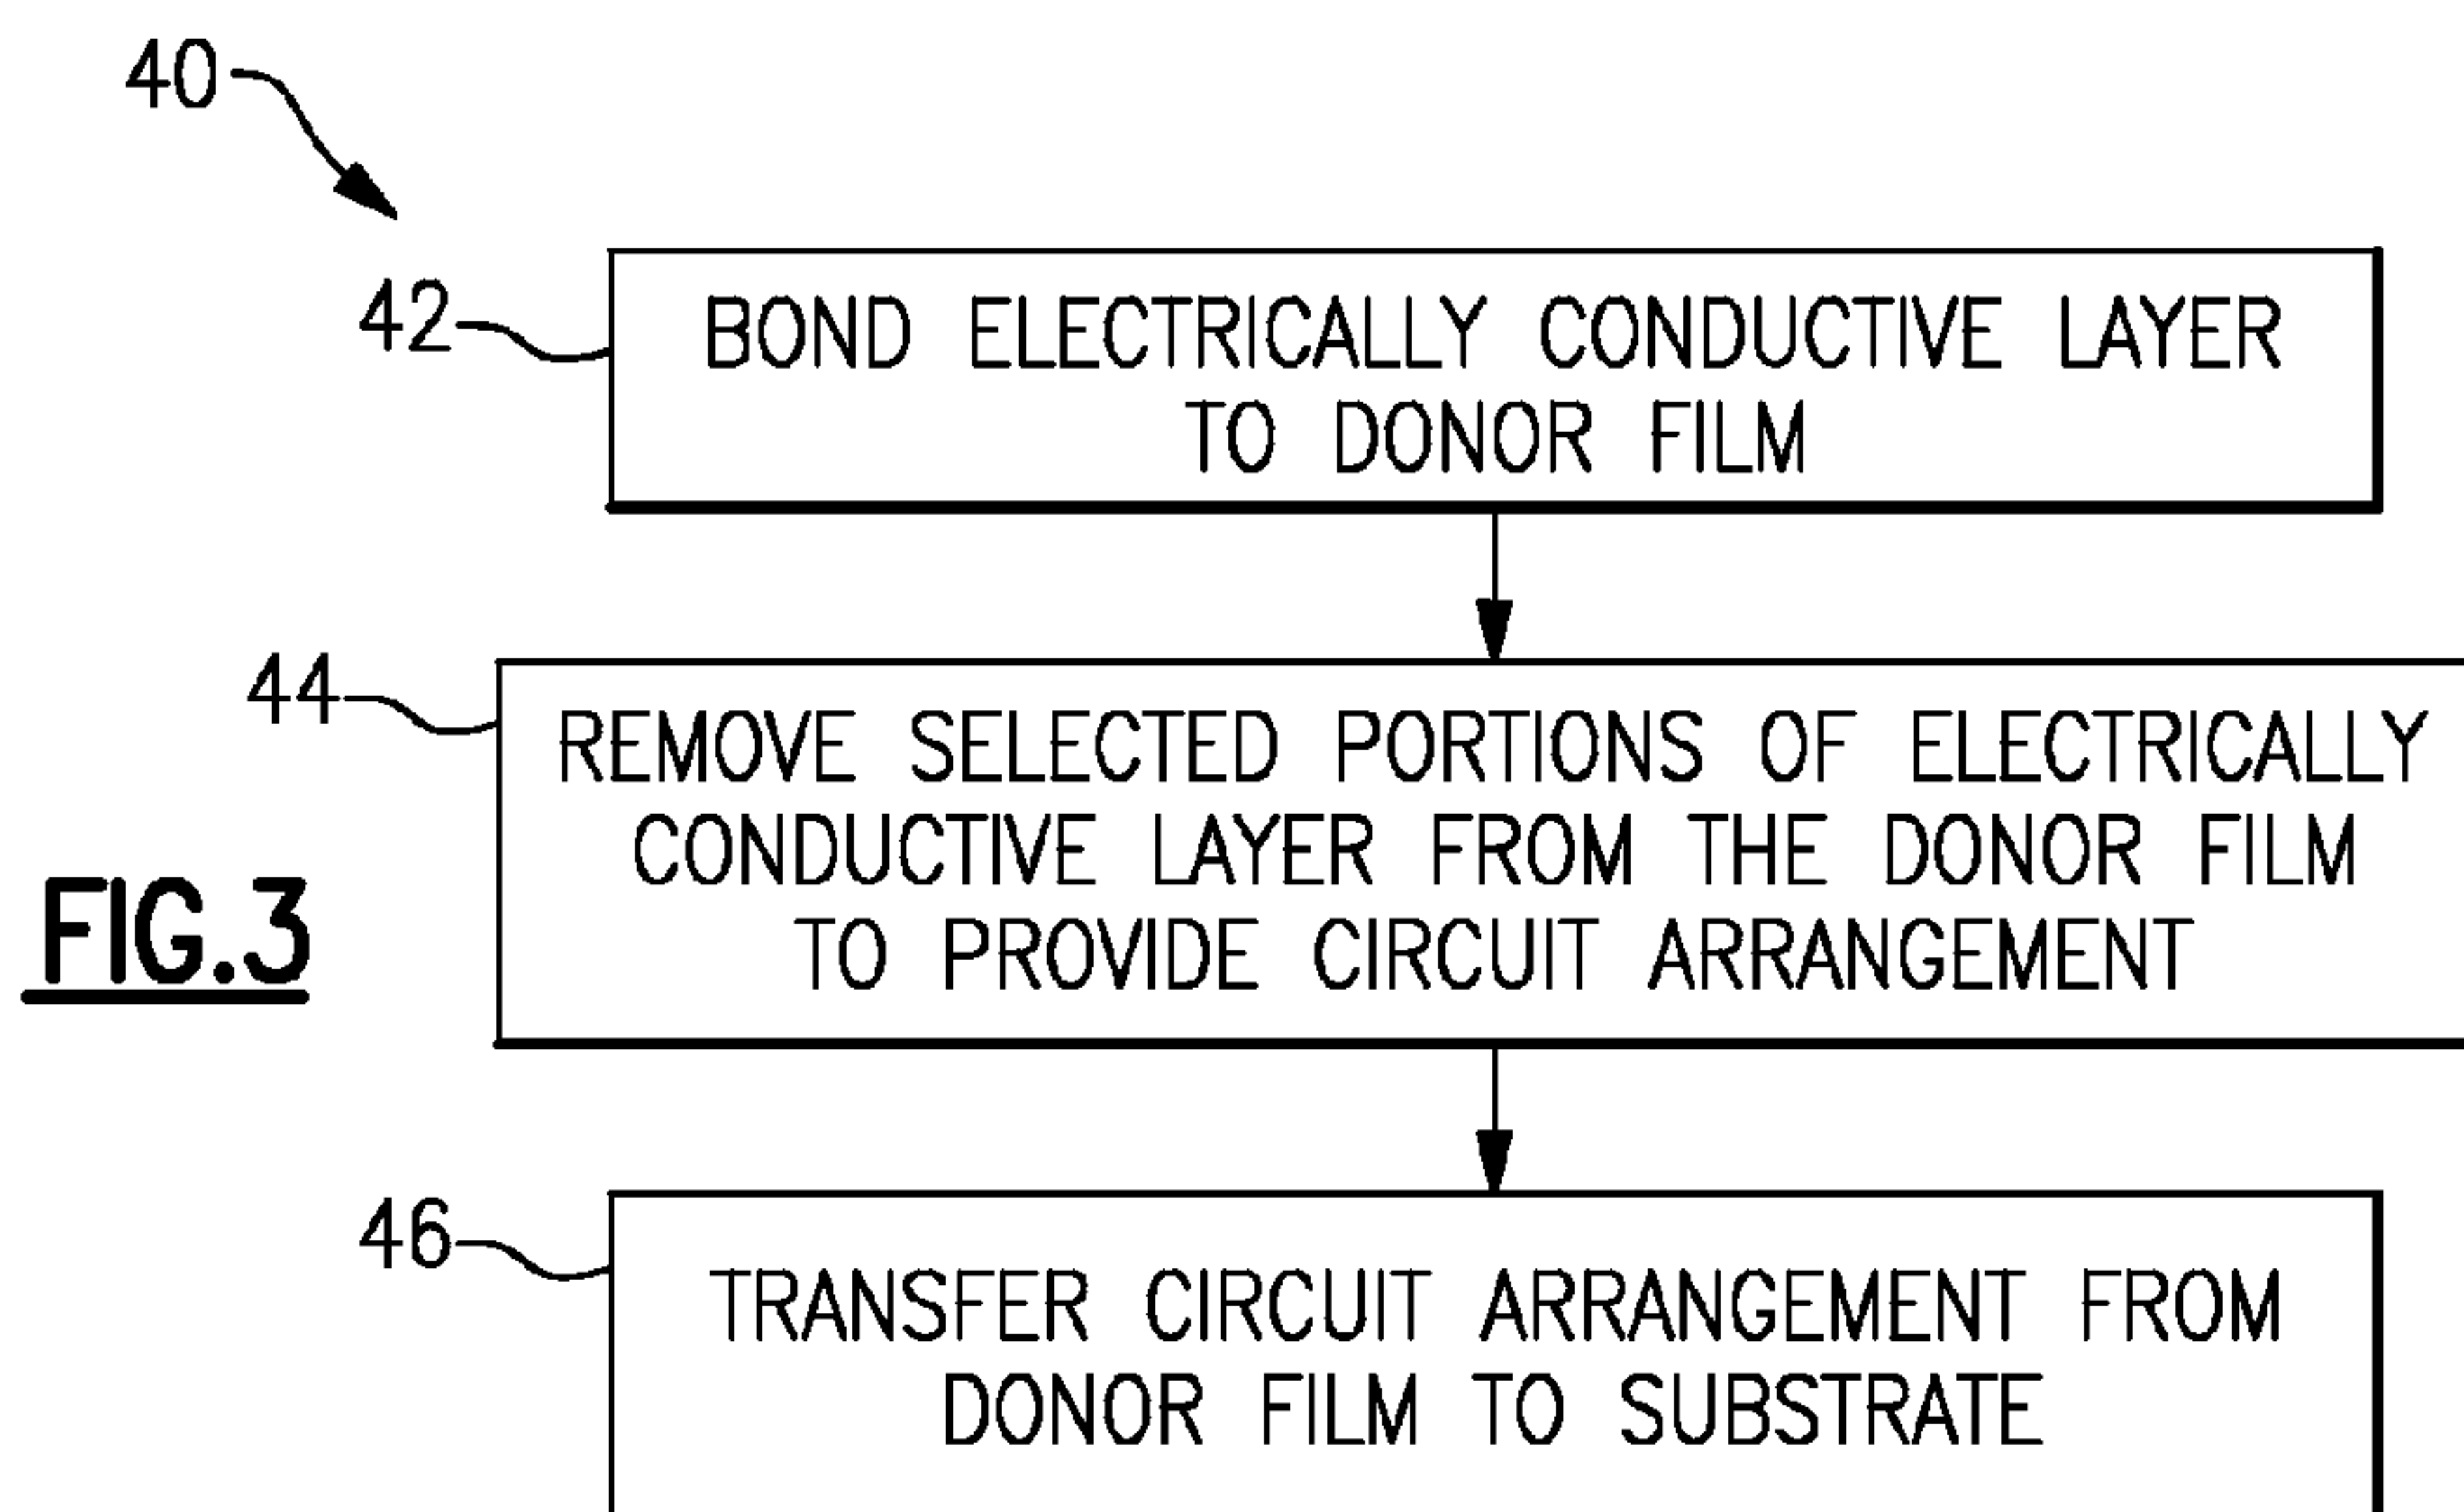 40
42
BOND ELECTRICALLY CONDUCTIVE LAYER
TO DONOR FILM
44
REMOVE SELECTED PORTIONS OF ELECTRICALLY
CONDUCTIVE LAYER FROM THE DONOR FILM
TO PROVIDE CIRCUIT ARRANGEMENT
FIG.3
46
TRANSFER CIRCUIT ARRANGEMENT FROM
DONOR FILM TO SUBSTRATE